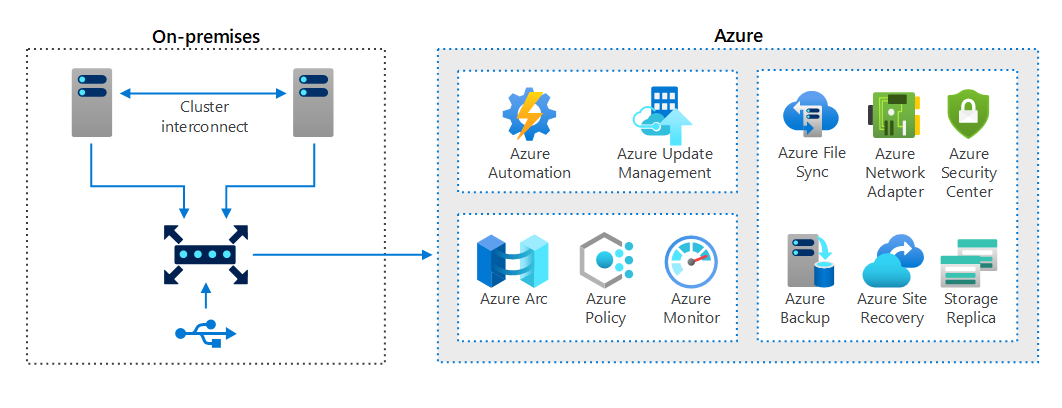 On-premises
Cluster
interconnect
Azure
Azure
Automation
Azure Update
Management
Azure Arc
Azure
Policy
Azure
Monitor
Azure File
Sync
Azure
Network
Adapter
Azure
Security
Center
Azure
Backup
Azure Site
Recovery
Storage
Replica